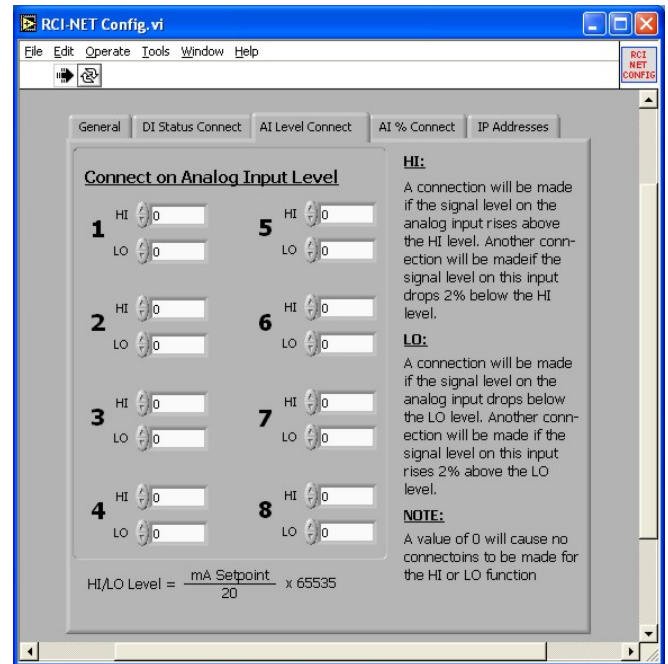 RCI-NET Config.vi
File Edit Operate Tools Window Help
RCI
NET
CONFIG
General DI Status Connect AI Level Connect AI % Connect IP Addresses
Connect on Analog Input Level
1 HI 0
LO 0
5 HI 0
LO 0
2 HI 0
LO 0
6 HI 0
LO 0
3 HI 0
LO 0
7 HI 0
LO 0
4 HI 0
LO 0
8 HI 0
LO 0
HI/LO Level = mA Setpoint
20
x 65535
HI:
A connection will be made
if the signal level on the
analog input rises above
the HI level. Another conn-
ection will be madeif the
signal level on this input
drops 2% below the HI
level.
LO:
A connection will be made
if the signal level on the
analog input drops below
the LO level. Another conn-
ection will be made if the
signal level on this input
rises 2% above the LO
level.
NOTE:
A value of 0 will cause no
connectoins to be made for
the HI or LO function